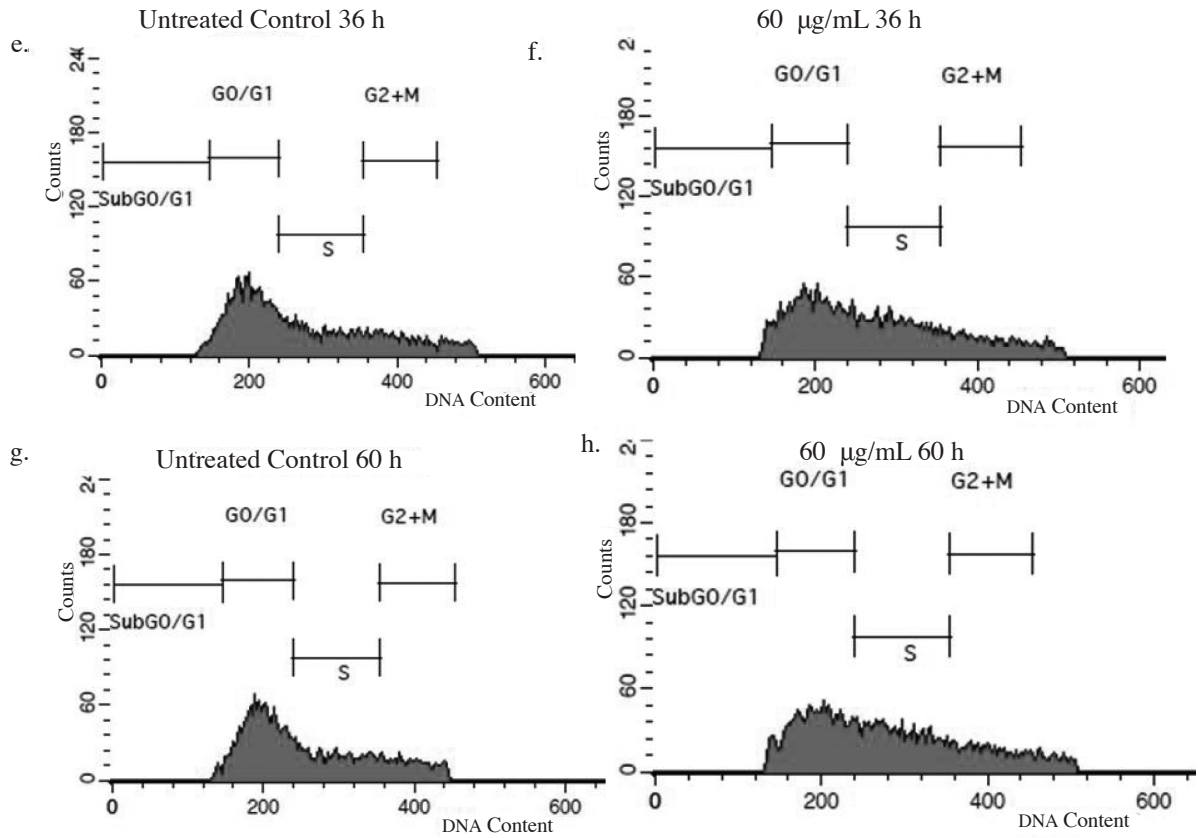 e.
Untreated Control 36 h
Counts
0 60 120 180 24
G0/G1
G2+M
SubG0/G1
S
0 200 400 600
DNA Content
f.
60 μg/mL 36 h
Counts
0 60 120 180 2
G0/G1
G2+M
SubG0/G1
S
0 200 400 600
DNA Content
g.
Untreated Control 60 h
Counts
0 60 120 180 2
G0/G1
G2+M
SubG0/G1
S
0 200 400 600
DNA Content
h.
60 μg/mL 60 h
Counts
0 60 120 180 2
G0/G1
G2+M
SubG0/G1
S
0 200 400 600
DNA Content